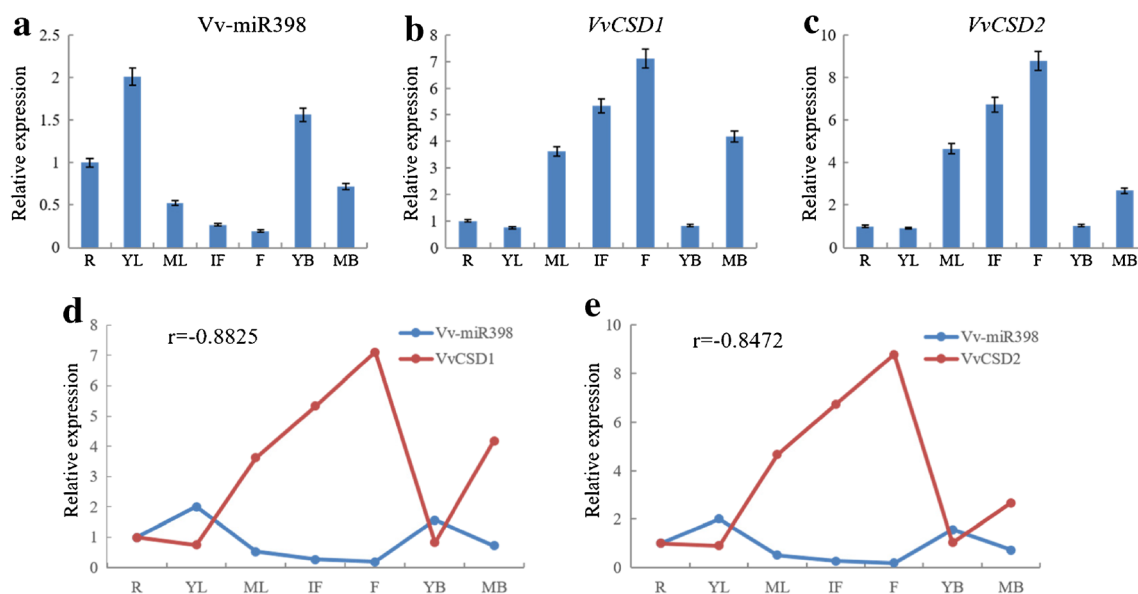 a
Vv-miR398
Relative expression
2.5
2
1.5
1
0.5
0
R YL ML IF F YB MB
b
VvCSD1
Relative expression
8
7
6
5
4
3
2
1
0
R YL ML IF F YB MB
c
VvCSD2
Relative expression
10
8
6
4
2
0
R YL ML IF F YB MB
d
r=-0.8825
Vv-miR398
VvCSD1
Relative expression
8
7
6
5
4
3
2
1
0
R YL ML IF F YB MB
e
r=-0.8472
Vv-miR398
VvCSD2
Relative expression
10
8
6
4
2
0
R YL ML IF F YB MB